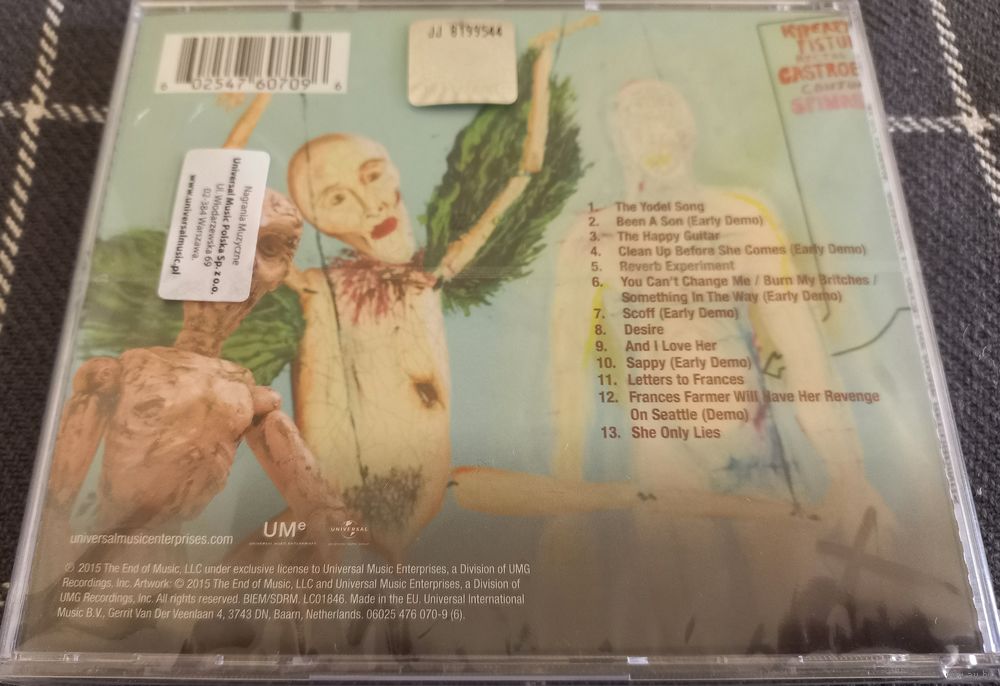 6 02547 60709 6
JJ 8199544
Nagrania Muzyczne
Universal Music Polska Sp. z o.o.
Ul. Włodarzewska 69
02-384 Warszawa.
www.universalmusic.pl
1. The Yodel Song
2. Been A Son (Early Demo)
3. The Happy Guitar
4. Clean Up Before She Comes (Early Demo)
5. Reverb Experiment
6. You Can't Change Me / Burn My Britches /
Something In The Way (Early Demo)
7. Scoff (Early Demo)
8. Desire
9. And I Love Her
10. Sappy (Early Demo)
11. Letters to Frances
12. Frances Farmer Will Have Her Revenge
On Seattle (Demo)
13. She Only Lies
universalmusicenterprises.com
UMe
UNIVERSAL MUSIC ENTERPRISES
UNIVERSAL
℗ 2015 The End of Music, LLC under exclusive license to Universal Music Enterprises, a Division of UMG
Recordings, Inc. Artwork: © 2015 The End of Music, LLC and Universal Music Enterprises, a Division of
UMG Recordings, Inc. All rights reserved. BIEM/SDRM. LC01846. Made in the EU. Universal International
Music B.V., Gerrit Van Der Veenlaan 4, 3743 DN, Baarn, Netherlands. 06025 476 070-9 (6).